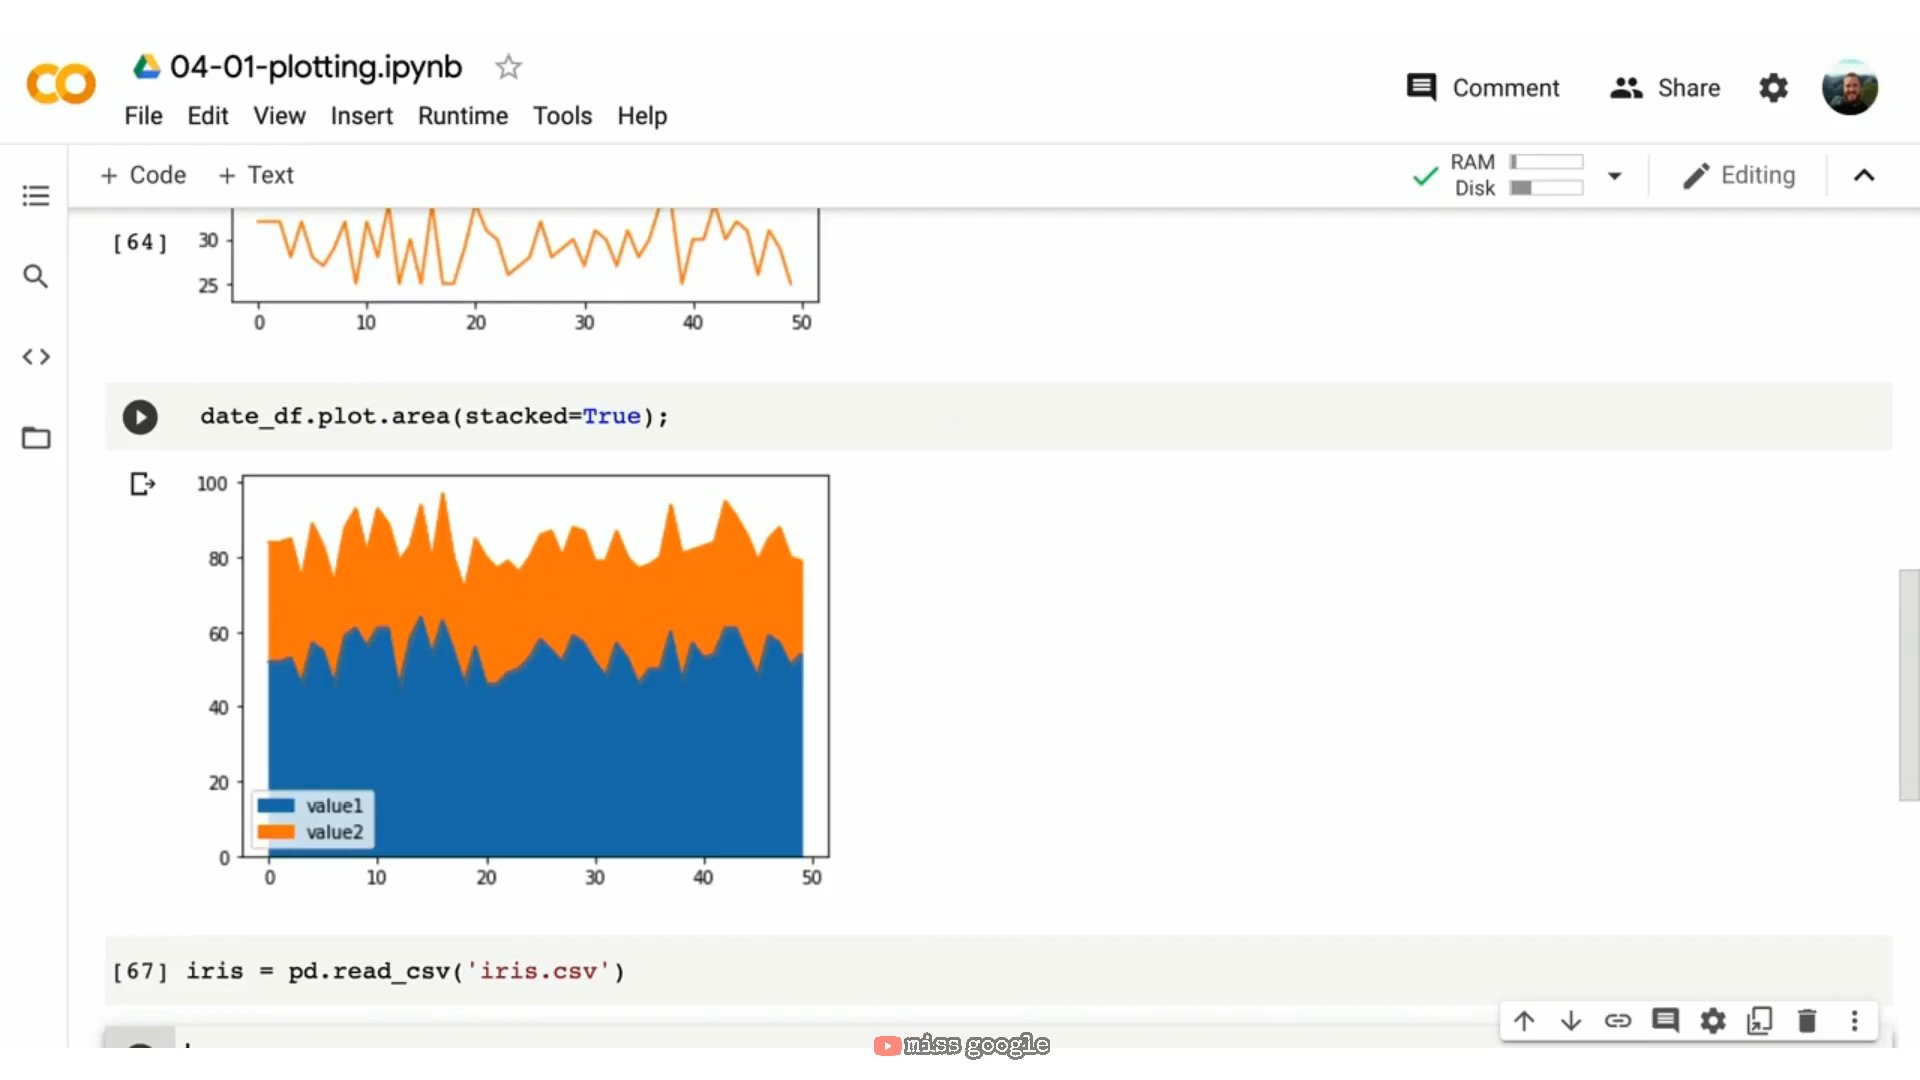 04-01-plotting.ipynb
Comment
Share
File Edit View Insert Runtime Tools Help
+ Code + Text
RAM
Disk
Editing
[64]
30
25
0 10 20 30 40 50
date_df.plot.area(stacked=True);
100
80
60
40
20
0
value1
value2
0 10 20 30 40 50
[67] iris = pd.read_csv('iris.csv')
miss google